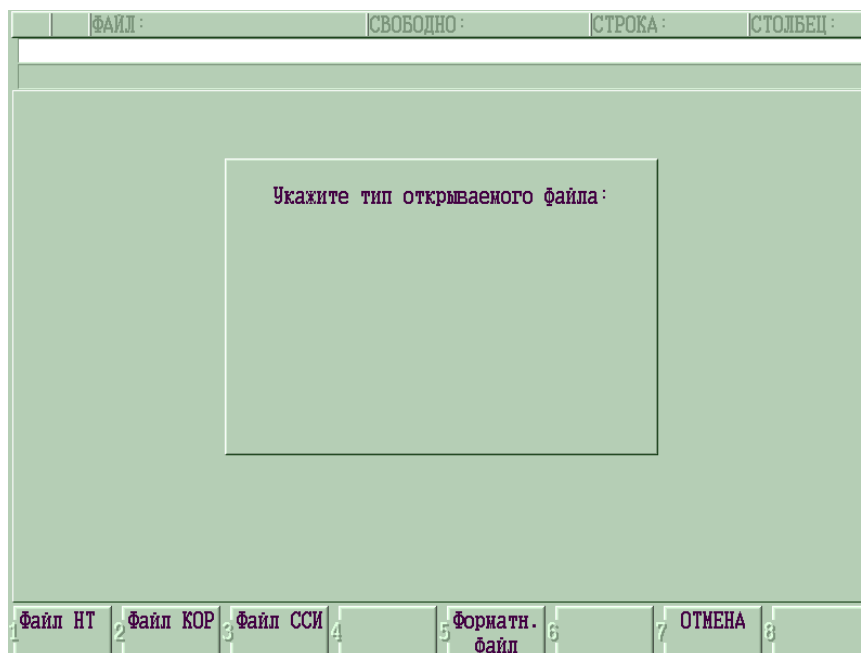 ФАЙЛ: СВОБОДНО: СТРОКА: СТОЛБЕЦ:
Укажите тип открываемого файла:
1 Файл НТ 2 Файл КОР 3 Файл ССИ 4 5 Форматн. 6 7 ОТМЕНА 8
файл